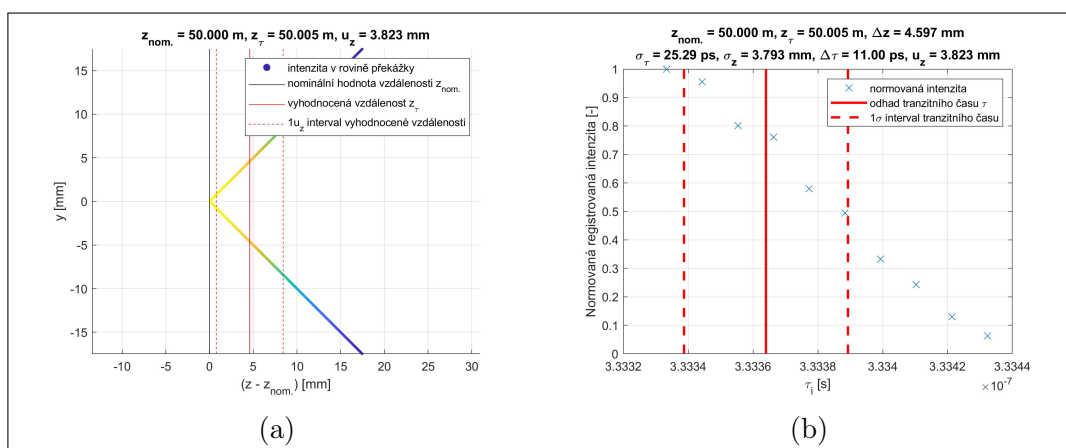 z_nom. = 50.000 m, z_τ = 50.005 m, u_z = 3.823 mm
15
10
5
0
-5
-10
-15
y [mm]
intenzita v rovině překážky
nominální hodnota vzdálenosti z_nom.
vyhodnocená vzdálenost z_τ
1u_z interval vyhodnocené vzdálenosti
-10 -5 0 5 10 15 20 25 30
(z - z_nom.) [mm]
(a)
z_nom. = 50.000 m, z_τ = 50.005 m, Δz = 4.597 mm
σ_τ = 25.29 ps, σ_z = 3.793 mm, Δτ = 11.00 ps, u_z = 3.823 mm
1
0.9
0.8
0.7
0.6
0.5
0.4
0.3
0.2
0.1
0
Normovaná registrovaná intenzita [-]
normovaná intenzita
odhad tranzitního času τ
1σ interval tranzitního času
3.3332 3.3334 3.3336 3.3338 3.334 3.3342 3.3344
×10^-7
τ_i [s]
(b)